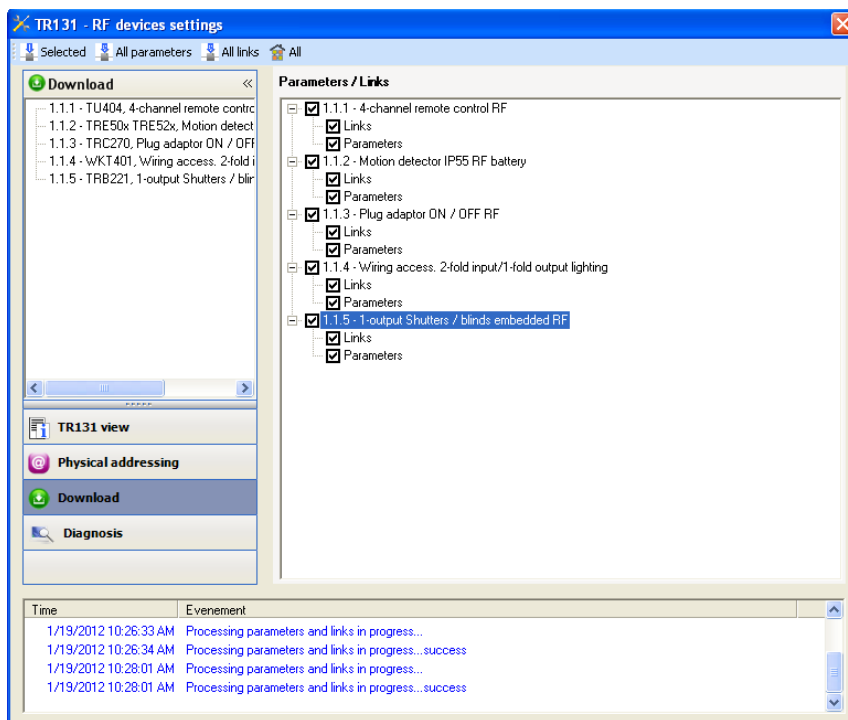 TR131 - RF devices settings
Selected All parameters All links All
Download «
1.1.1 - TU404, 4-channel remote contrc
1.1.2 - TRE50x TRE52x, Motion detect
1.1.3 - TRC270, Plug adaptor ON / OFF
1.1.4 - WKT401, Wiring access. 2-fold i
1.1.5 - TRB221, 1-output Shutters / blir
TR131 view
Physical addressing
Download
Diagnosis
Parameters / Links
1.1.1 - 4-channel remote control RF
Links
Parameters
1.1.2 - Motion detector IP55 RF battery
Links
Parameters
1.1.3 - Plug adaptor ON / OFF RF
Links
Parameters
1.1.4 - Wiring access. 2-fold input/1-fold output lighting
Links
Parameters
1.1.5 - 1-output Shutters / blinds embedded RF
Links
Parameters
Time Evenement
1/19/2012 10:26:33 AM Processing parameters and links in progress...
1/19/2012 10:26:34 AM Processing parameters and links in progress...success
1/19/2012 10:28:01 AM Processing parameters and links in progress...
1/19/2012 10:28:01 AM Processing parameters and links in progress...success